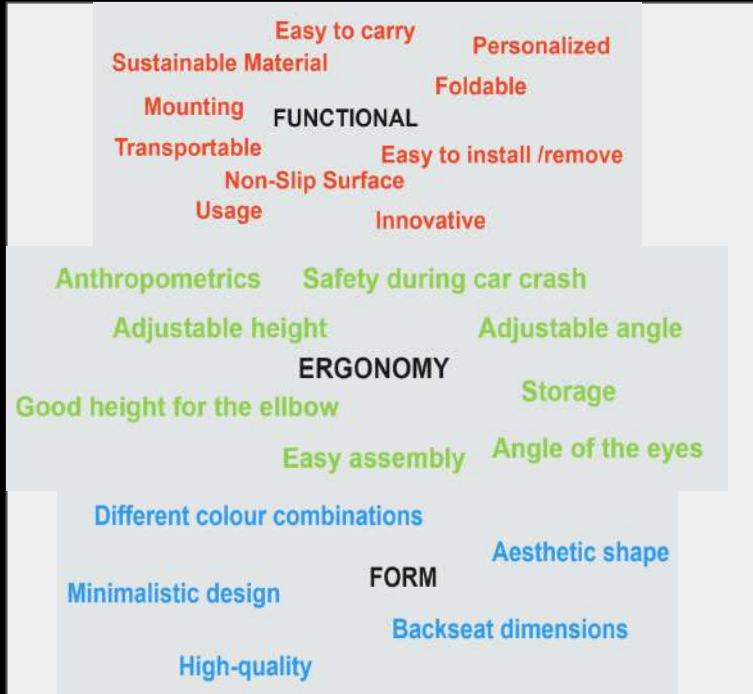 Easy to carry
Personalized
Sustainable Material
Foldable
Mounting
FUNCTIONAL
Transportable
Easy to install /remove
Non-Slip Surface
Usage
Innovative
Anthropometrics
Safety during car crash
Adjustable height
Adjustable angle
ERGONOMY
Storage
Good height for the ellbow
Angle of the eyes
Easy assembly
Different colour combinations
Aesthetic shape
FORM
Minimalistic design
Backseat dimensions
High-quality